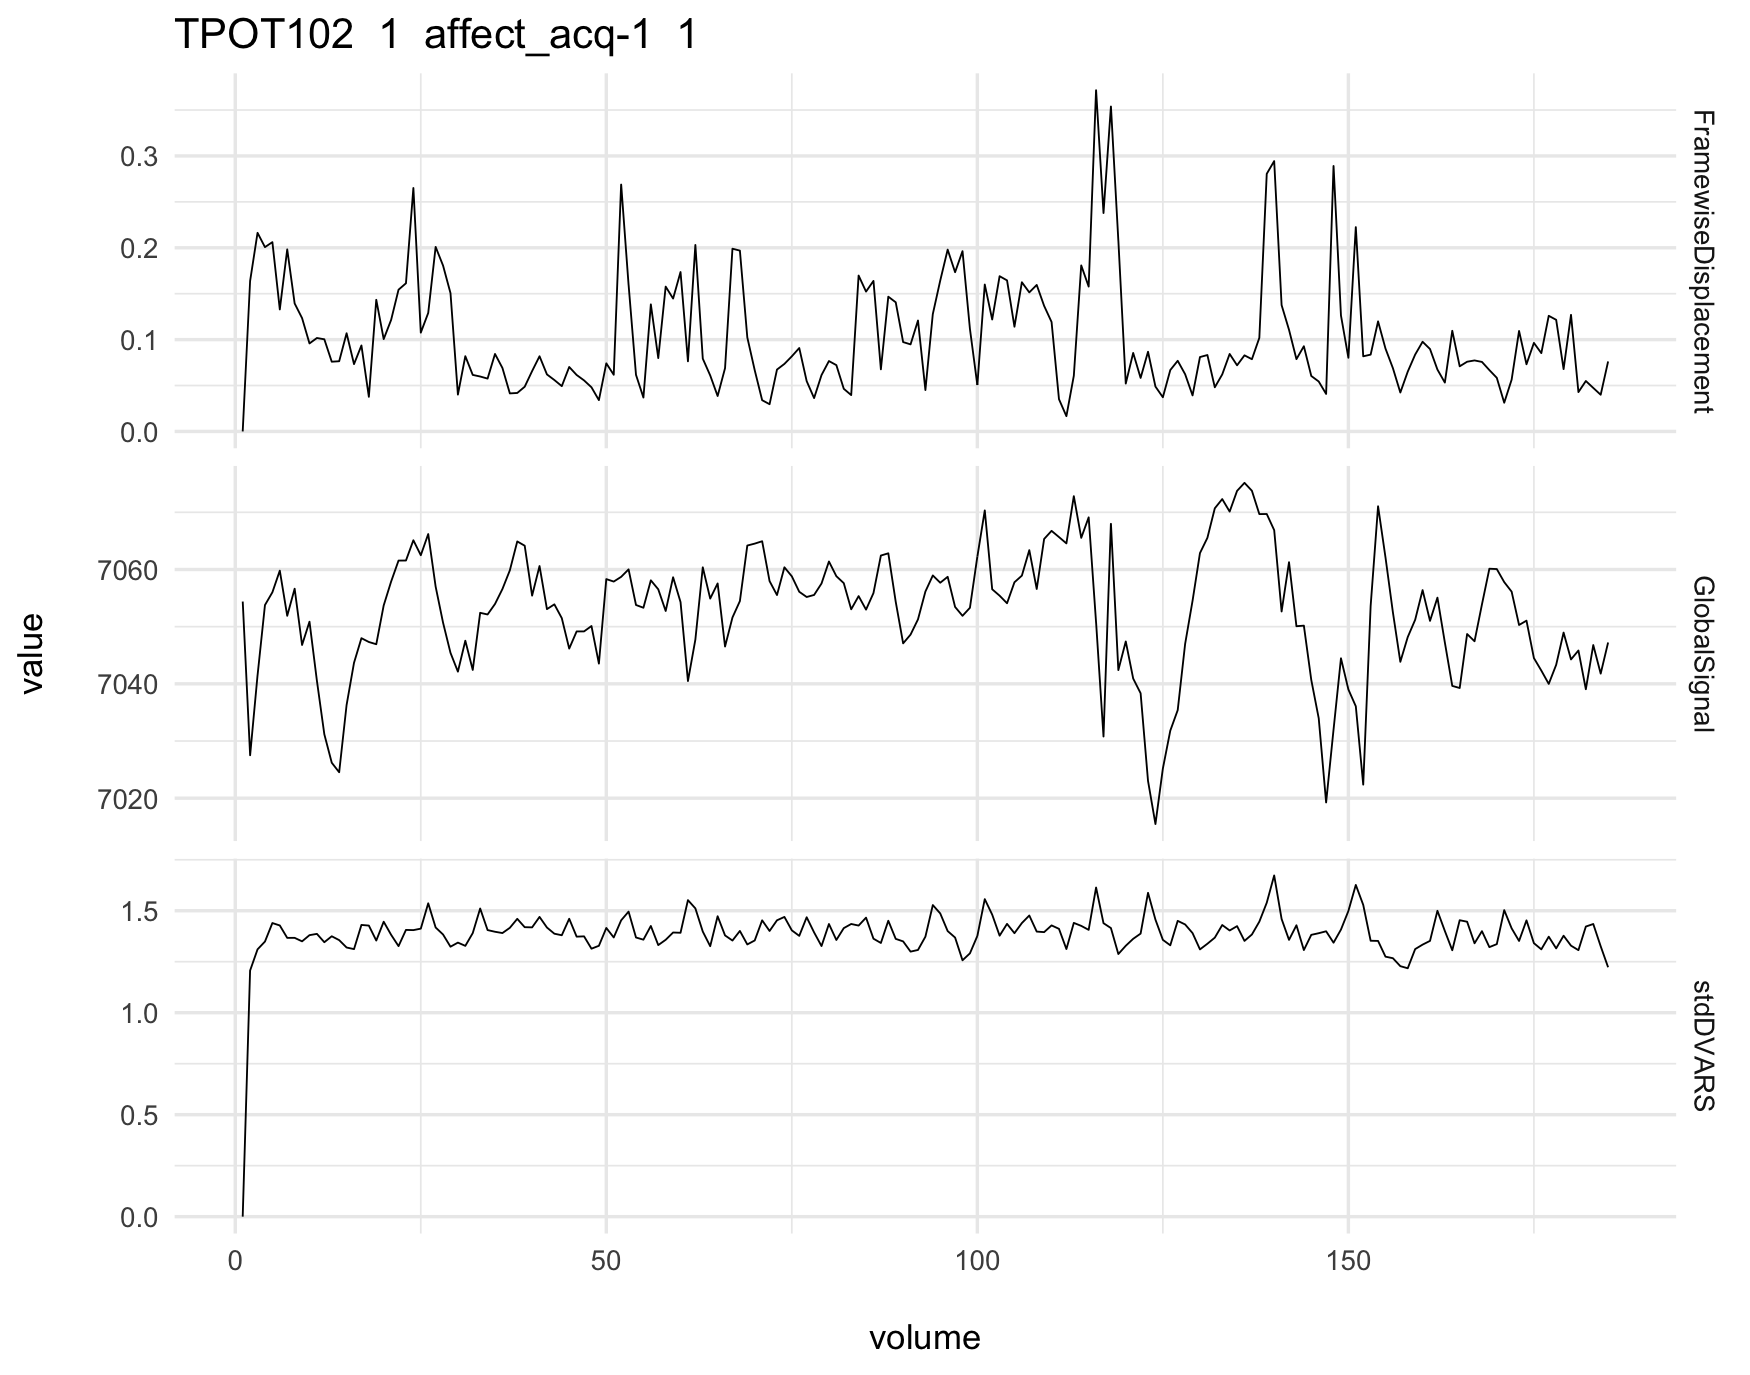 TPOT102 1 affect_acq-1 1
0.3
0.2
0.1
0.0
FramewiseDisplacement
7060
7040
7020
GlobalSignal
value
1.5
1.0
0.5
0.0
stdDVARS
0 50 100 150
volume